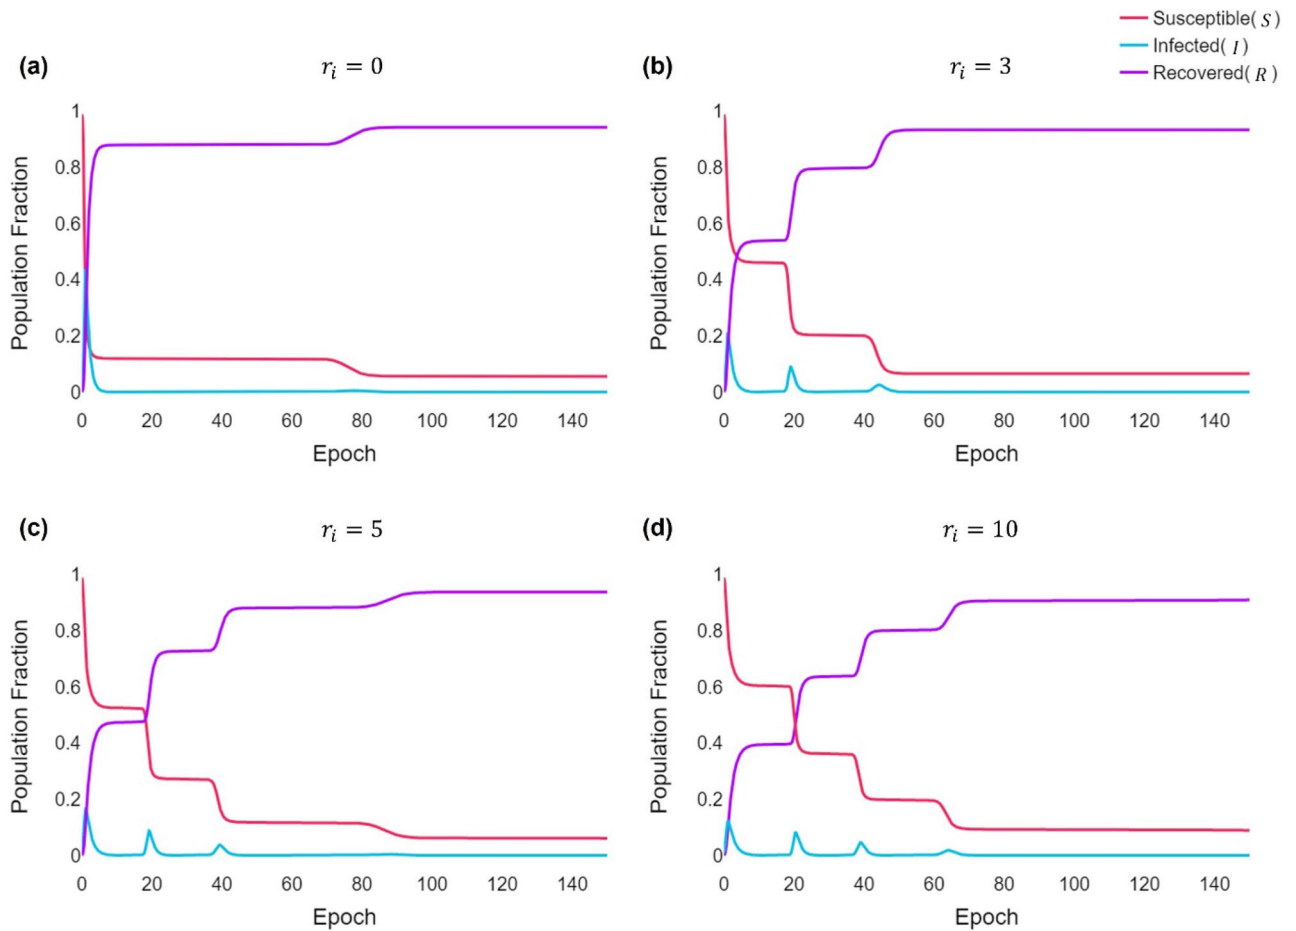 Susceptible( S )
Infected( I )
Recovered( R )
(a)
r_i = 0
Population Fraction
1
0.8
0.6
0.4
0.2
0
0 20 40 60 80 100 120 140
Epoch
(b)
r_i = 3
Population Fraction
1
0.8
0.6
0.4
0.2
0
0 20 40 60 80 100 120 140
Epoch
(c)
r_i = 5
Population Fraction
1
0.8
0.6
0.4
0.2
0
0 20 40 60 80 100 120 140
Epoch
(d)
r_i = 10
Population Fraction
1
0.8
0.6
0.4
0.2
0
0 20 40 60 80 100 120 140
Epoch